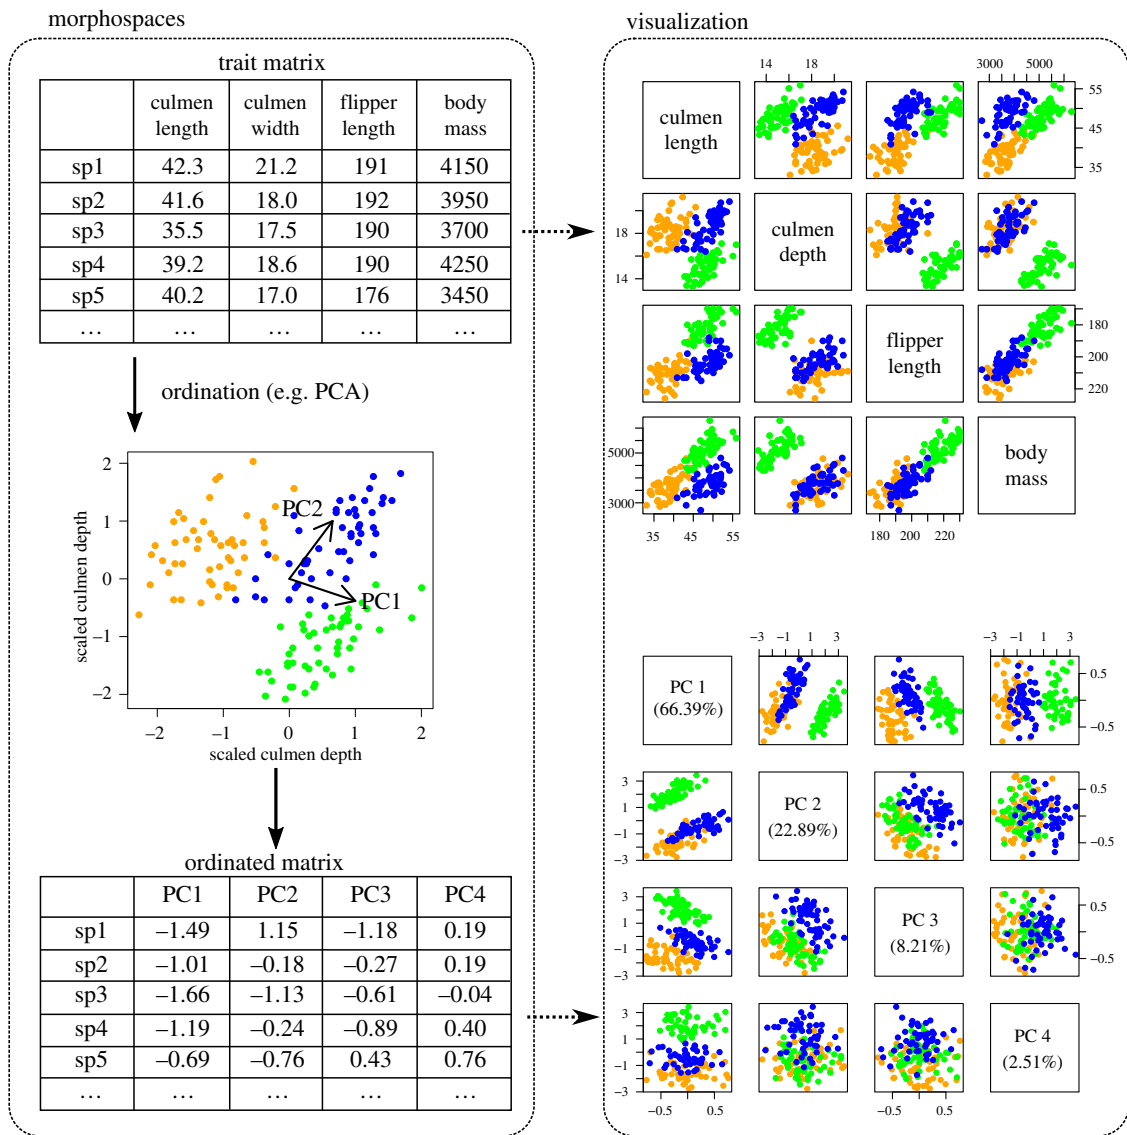 morphospaces
trait matrix
culmen length culmen width flipper length body mass
sp1 42.3 21.2 191 4150
sp2 41.6 18.0 192 3950
sp3 35.5 17.5 190 3700
sp4 39.2 18.6 190 4250
sp5 40.2 17.0 176 3450
... ... ... ... ...
ordination (e.g. PCA)
scaled culmen depth
2
1
0
−1
−2
PC2
PC1
−2 −1 0 1 2
scaled culmen depth
ordinated matrix
PC1 PC2 PC3 PC4
sp1 −1.49 1.15 −1.18 0.19
sp2 −1.01 −0.18 −0.27 0.19
sp3 −1.66 −1.13 −0.61 −0.04
sp4 −1.19 −0.24 −0.89 0.40
sp5 −0.69 −0.76 0.43 0.76
... ... ... ... ...
visualization
14 18 3000 5000
culmen
length
55
45
35
18
14
culmen
depth
flipper
length
180
200
220
5000
3000
body
mass
35 45 55 180 200 220
−3 −1 1 3 −3 −1 1 3
PC 1
(66.39%)
0.5
−0.5
3
1
−1
−3
PC 2
(22.89%)
0.5
−0.5
3
1
−1
−3
PC 3
(8.21%)
0.5
−0.5
3
1
−1
−3
PC 4
(2.51%)
−0.5 0.5 −0.5 0.5